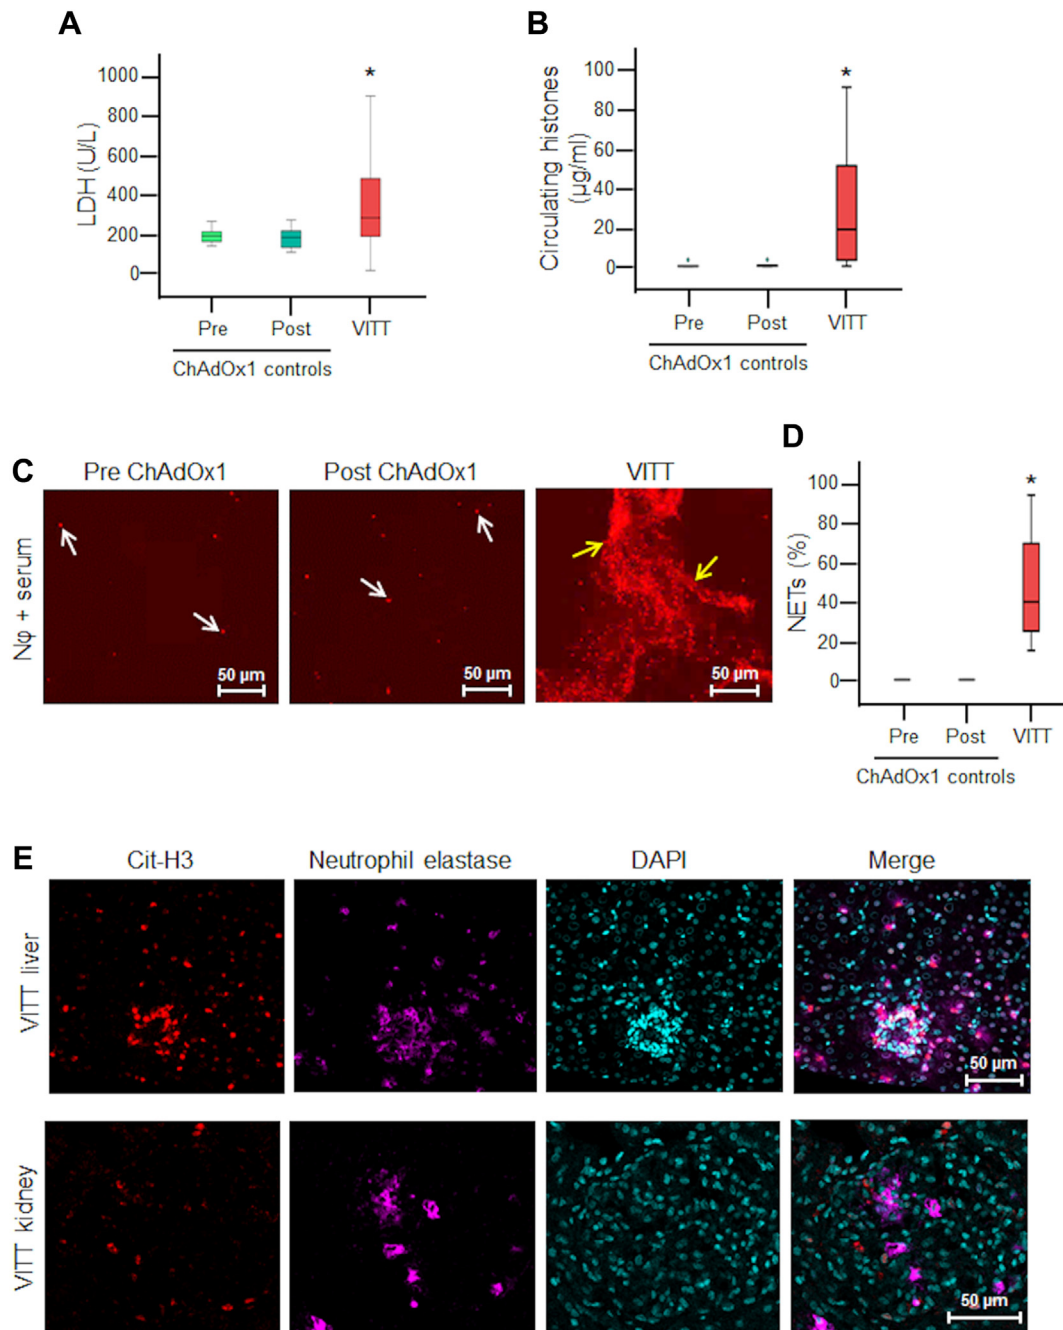 A
LDH (U/L)
1000
800
600
400
200
0
*
Pre
Post
VITT
ChAdOx1 controls
B
Circulating histones
(µg/ml)
100
80
60
40
20
0
*
Pre
Post
VITT
ChAdOx1 controls
C
Pre ChAdOx1
Post ChAdOx1
VITT
Nφ + serum
50 µm
50 µm
50 µm
D
NETs (%)
100
80
60
40
20
0
*
Pre
Post
VITT
ChAdOx1 controls
E
Cit-H3
Neutrophil elastase
DAPI
Merge
VITT liver
50 µm
VITT kidney
50 µm